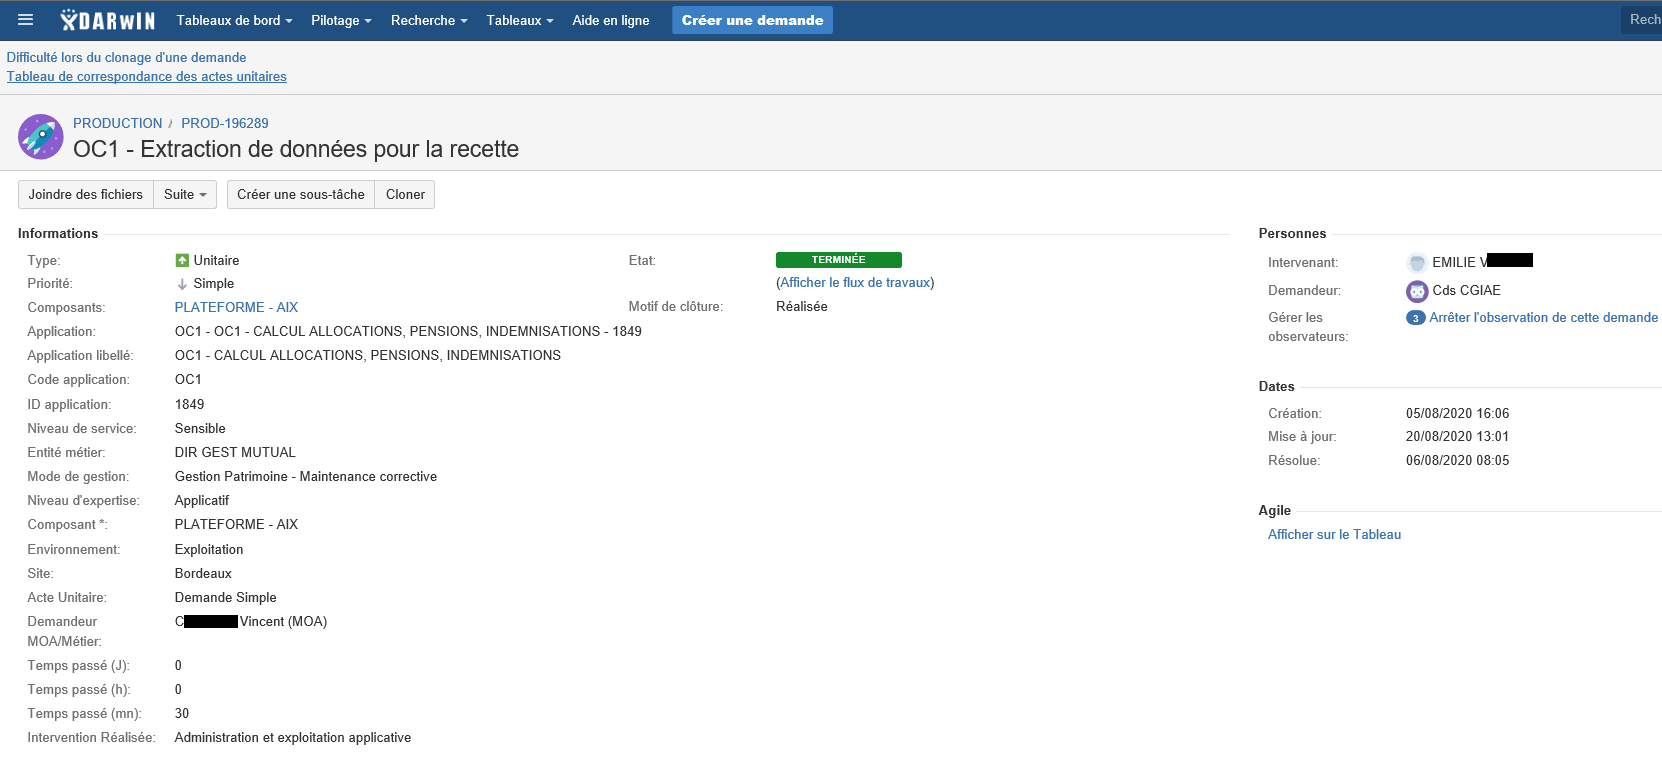 XDARWIN Tableaux de bord Pilotage Recherche Tableaux Aide en ligne Créer une demande Rech
Difficulté lors du clonage d'une demande
Tableau de correspondance des actes unitaires
PRODUCTION / PROD-196289
OC1 - Extraction de données pour la recette
Joindre des fichiers Suite Créer une sous-tâche Cloner
Informations
Type: Unitaire
Priorité: Simple
Composants: PLATEFORME - AIX
Application: OC1 - OC1 - CALCUL ALLOCATIONS, PENSIONS, INDEMNISATIONS - 1849
Application libellé: OC1 - CALCUL ALLOCATIONS, PENSIONS, INDEMNISATIONS
Code application: OC1
ID application: 1849
Niveau de service: Sensible
Entité métier: DIR GEST MUTUAL
Mode de gestion: Gestion Patrimoine - Maintenance corrective
Niveau d'expertise: Applicatif
Composant *: PLATEFORME - AIX
Environnement: Exploitation
Site: Bordeaux
Acte Unitaire: Demande Simple
Demandeur
MOA/Métier: C Vincent (MOA)
Temps passé (J): 0
Temps passé (h): 0
Temps passé (mn): 30
Intervention Réalisée: Administration et exploitation applicative
Etat: TERMINÉE
(Afficher le flux de travaux)
Motif de clôture: Réalisée
Personnes
Intervenant: EMILIE V
Demandeur: Cds CGIAE
Gérer les
observateurs: 3 Arrêter l'observation de cette demande
Dates
Création: 05/08/2020 16:06
Mise à jour: 20/08/2020 13:01
Résolue: 06/08/2020 08:05
Agile
Afficher sur le Tableau